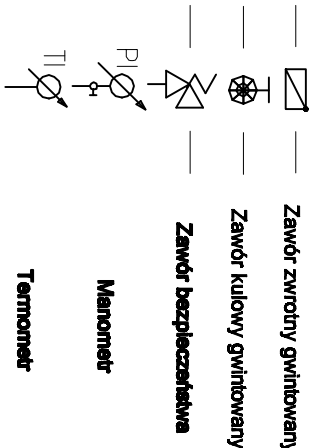 Zawór zwrotny gwintowany
Zawór kulowy gwintowany
Zawór bezpieczeństwa
PI
Manometr
TI
Termometr